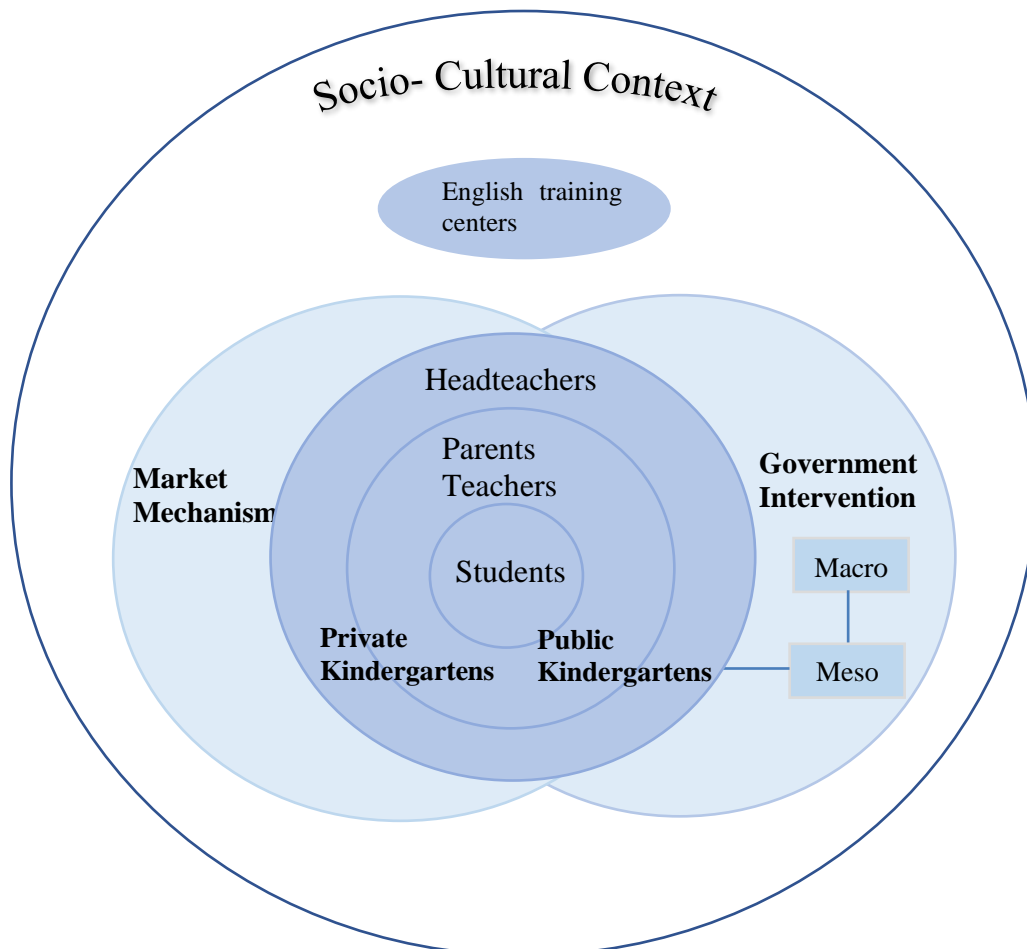 Socio- Cultural Context
English training
centers
Headteachers
Parents
Teachers
Market
Mechanism
Government
Intervention
Students
Macro
Private
Kindergartens
Public
Kindergartens
Meso